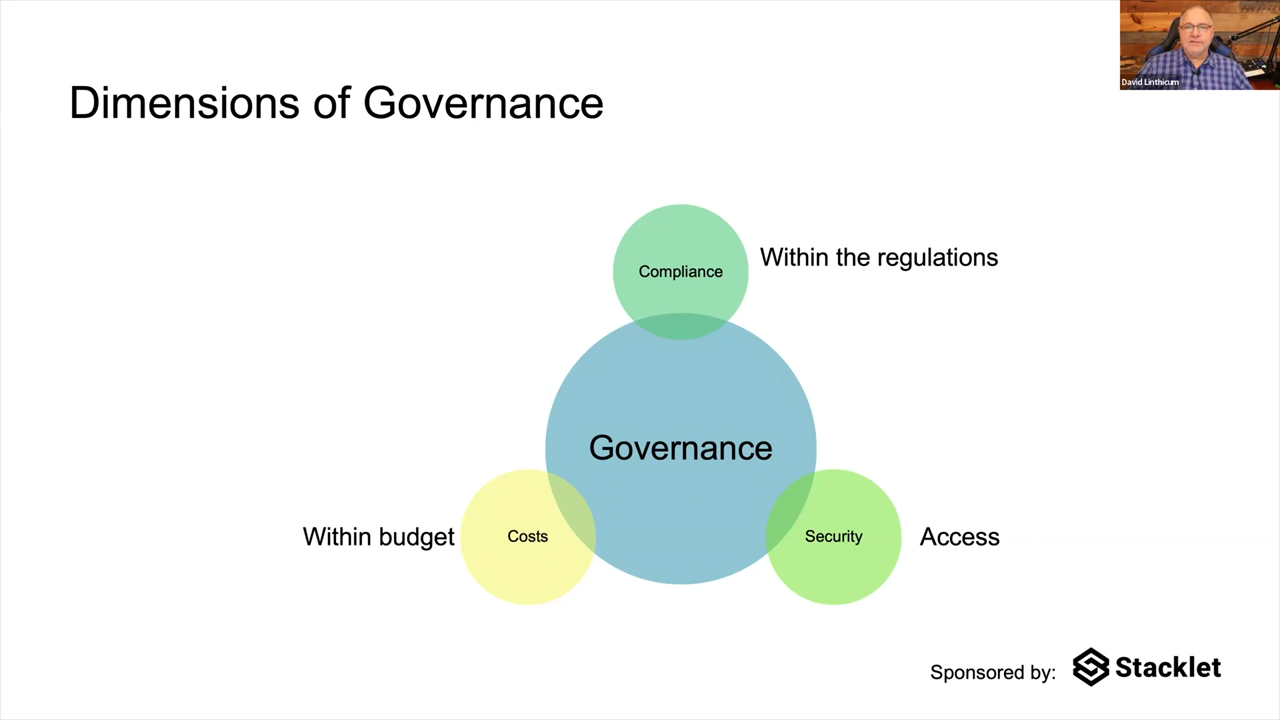 David Linthicum
Dimensions of Governance
Compliance
Within the regulations
Governance
Within budget
Costs
Security
Access
Sponsored by:
Stacklet